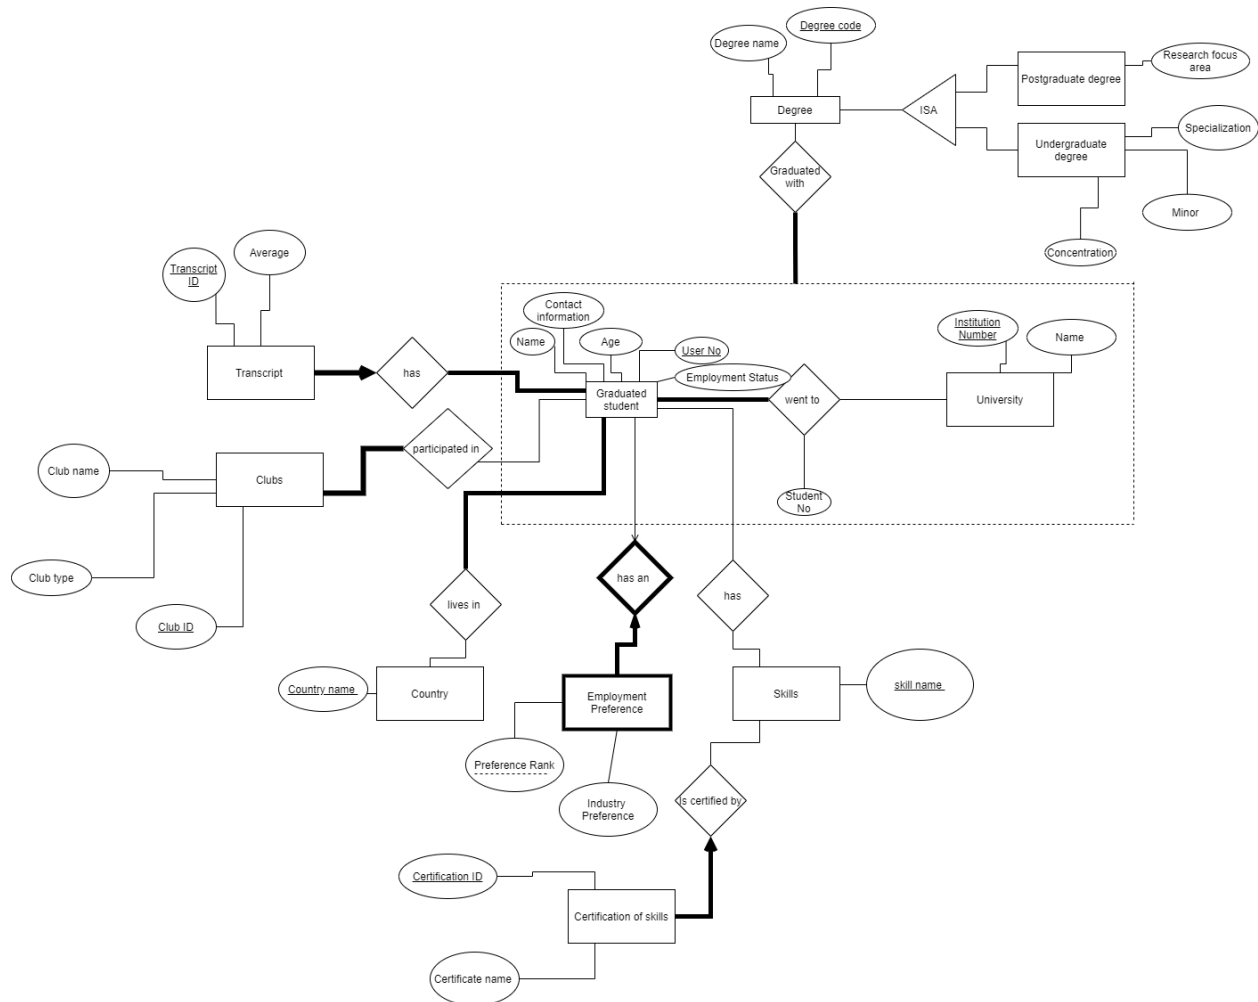 Degree code
Degree name
Research focus
area
Postgraduate degree
Degree
ISA
Specialization
Undergraduate
degree
Graduated
with
Minor
Concentration
Average
Transcript
ID
Contact
information
Name
Age
User No
Institution
Number
Name
Transcript
has
Employment Status
Graduated
student
went to
University
participated in
Club name
Clubs
Student
No
Club type
has an
has
lives in
Club ID
Country name
Country
Employment
Preference
Skills
skill name
Preference Rank
Industry
Preference
Is certified by
Certification ID
Certification of skills
Certificate name